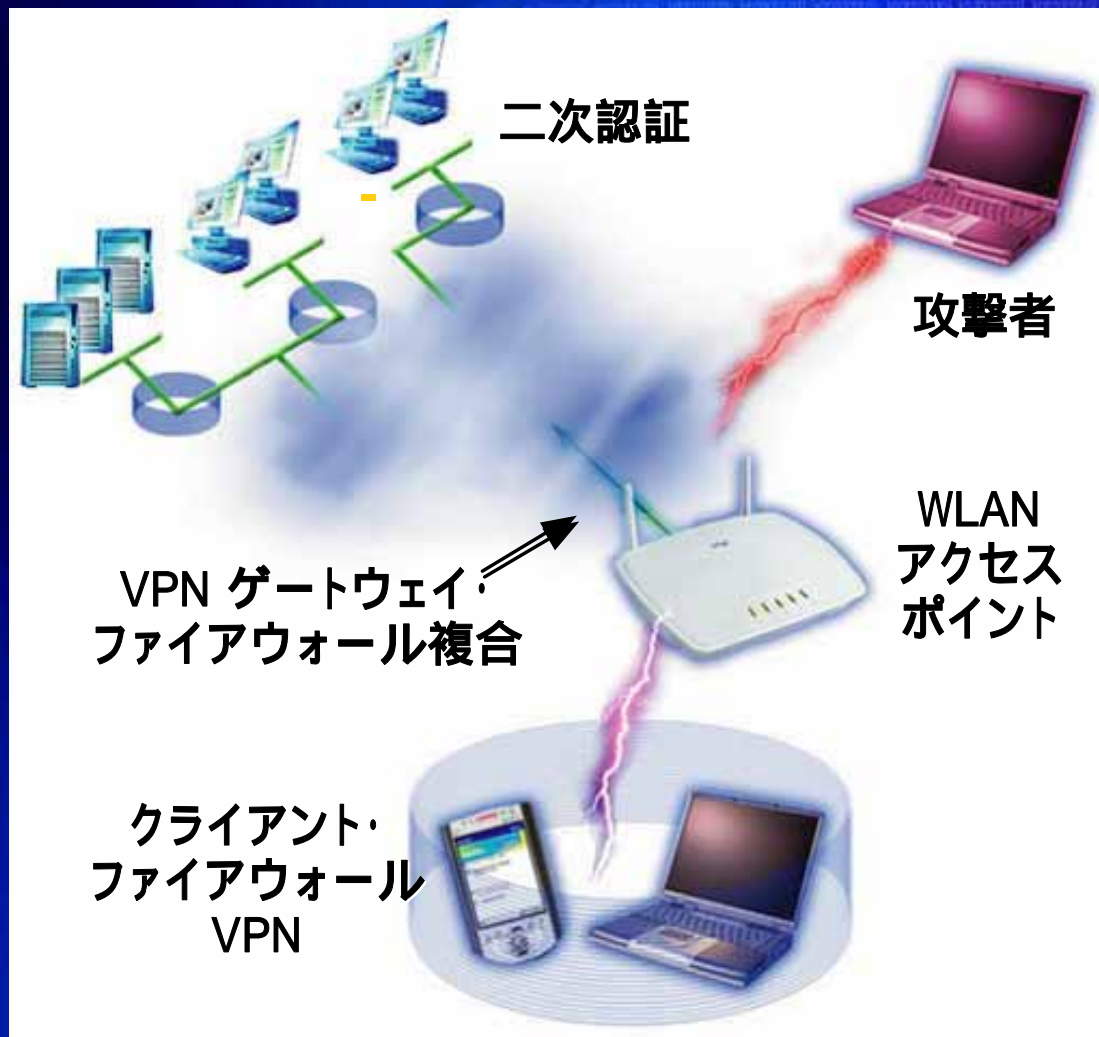 二次認証
攻撃者
WLAN
アクセス
ポイント
VPN ゲートウェイ・
ファイアウォール複合
クライアント・
ファイアウォール
VPN